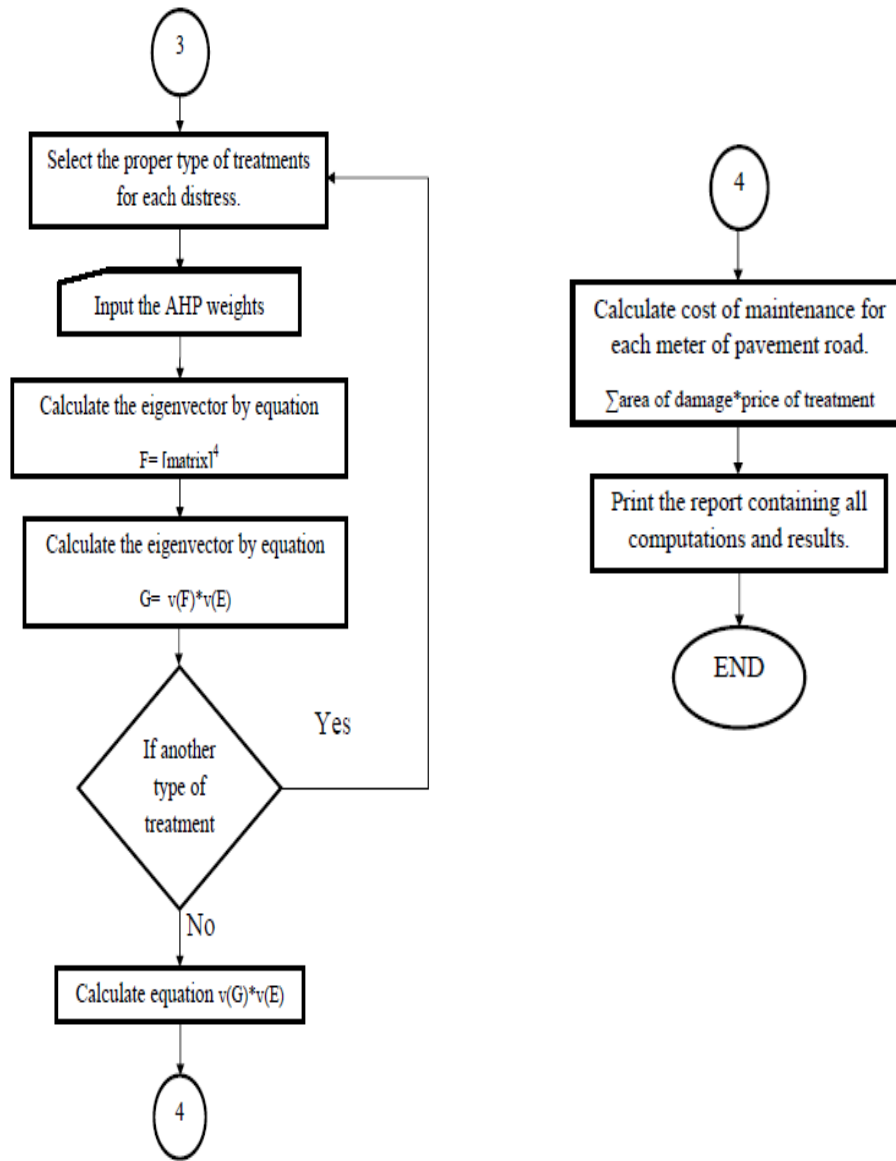 3
Select the proper type of treatments
for each distress.
Input the AHP weights
Calculate the eigenvector by equation
F= [matrix]⁴
Calculate the eigenvector by equation
G= v(F)*v(E)
If another
type of
treatment
Yes
No
Calculate equation v(G)*v(E)
4
4
Calculate cost of maintenance for
each meter of pavement road.
∑area of damage*price of treatment
Print the report containing all
computations and results.
END